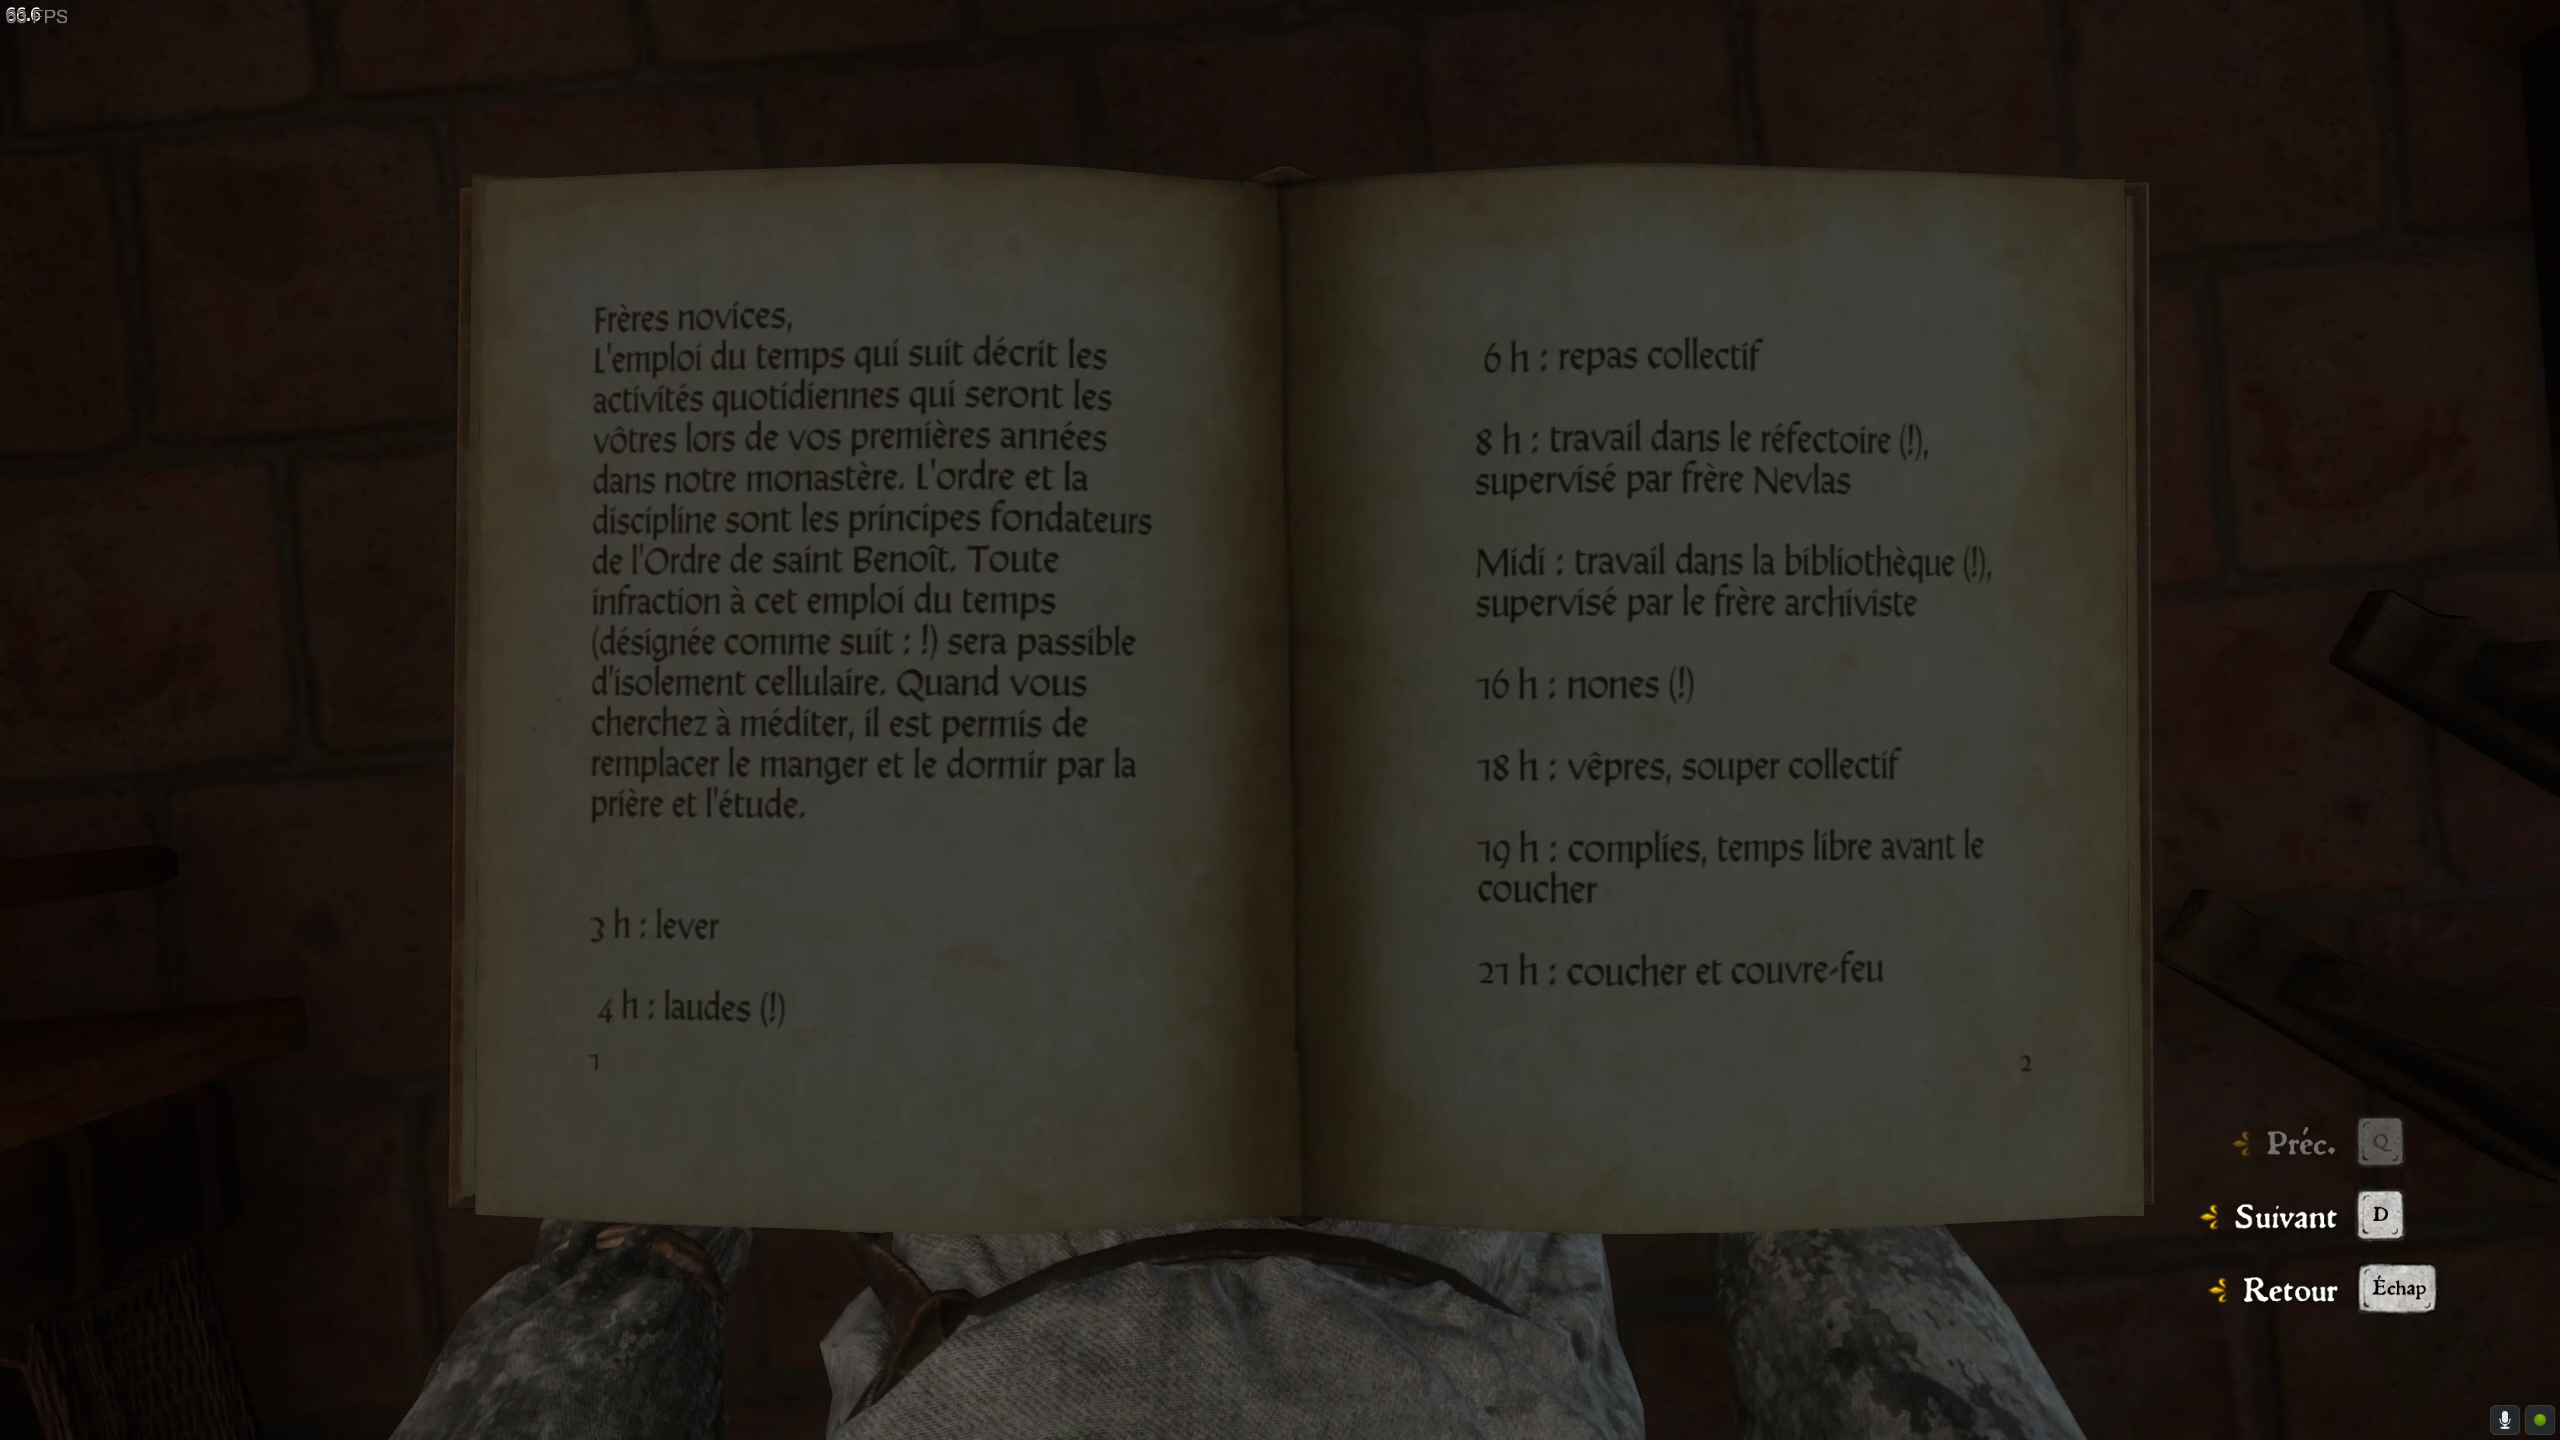 Frères novices,
L'emploi du temps qui suit décrit les
activités quotidiennes qui seront les
vôtres lors de vos premières années
dans notre monastère. L'ordre et la
discipline sont les principes fondateurs
de l'Ordre de saint Benoît. Toute
infraction à cet emploi du temps
(désignée comme suit : !) sera passible
d'isolement cellulaire. Quand vous
cherchez à méditer, il est permis de
remplacer le manger et le dormir par la
prière et l'étude.
3 h : lever
4 h : laudes (!)
1
6 h : repas collectif
8 h : travail dans le réfectoire (!),
supervisé par frère Nevlas
Midi : travail dans la bibliothèque (!),
supervisé par le frère archiviste
16 h : nones (!)
18 h : vêpres, souper collectif
19 h : complies, temps libre avant le
coucher
21 h : coucher et couvre-feu
2
Préc. Q
Suivant D
Retour Échap